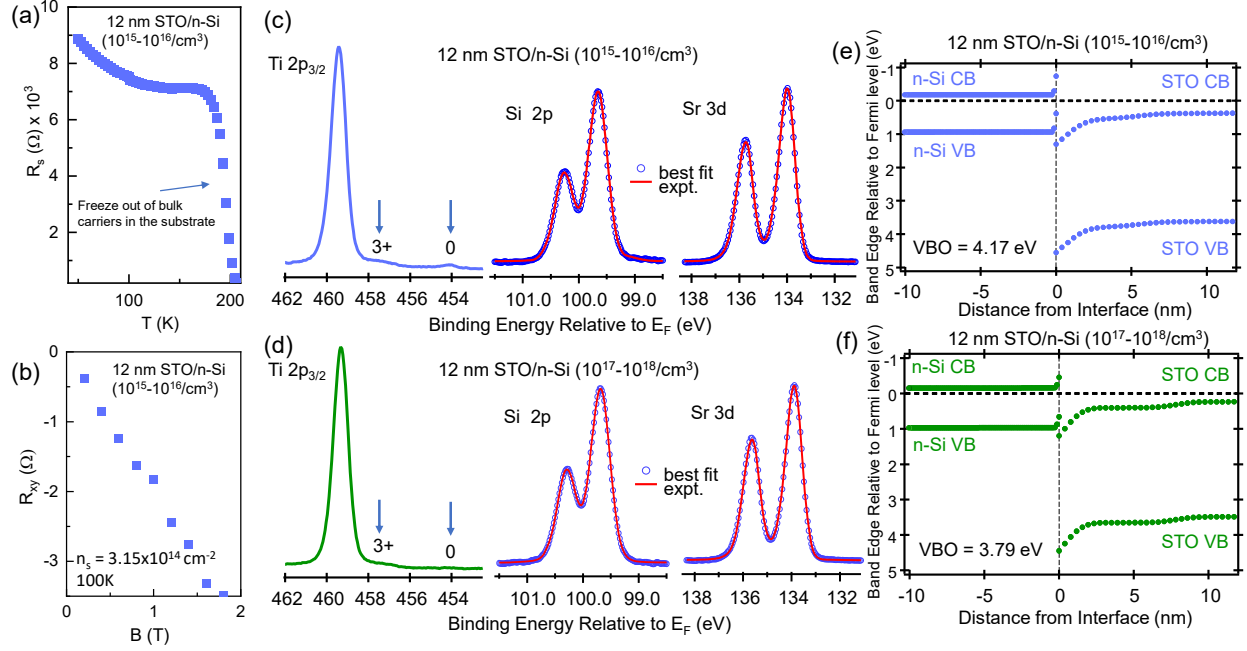 (a)
12 nm STO/n-Si
(10¹⁵-10¹⁶/cm³)
Freeze out of bulk
carriers in the substrate
Rₛ (Ω) x 10³
10
8
6
4
2
100
200
T (K)
(b)
12 nm STO/n-Si
(10¹⁵-10¹⁶/cm³)
nₛ = 3.15x10¹⁴ cm⁻²
100K
R_xy (Ω)
0
-1
-2
-3
0
1
2
B (T)
(c)
Ti 2p₃/₂
12 nm STO/n-Si (10¹⁵-10¹⁶/cm³)
Si 2p
Sr 3d
best fit
expt.
3+
0
462 460 458 456 454
101.0 100.0 99.0
138 136 134 132
Binding Energy Relative to E_F (eV)
(d)
Ti 2p₃/₂
12 nm STO/n-Si (10¹⁷-10¹⁸/cm³)
Si 2p
Sr 3d
best fit
expt.
3+
0
462 460 458 456 454
101.0 100.0 99.0
138 136 134 132
Binding Energy Relative to E_F (eV)
(e)
12 nm STO/n-Si (10¹⁵-10¹⁶/cm³)
n-Si CB
STO CB
n-Si VB
STO VB
VBO = 4.17 eV
Band Edge Relative to Fermi level (eV)
-1
0
1
2
3
4
5
-10 -5 0 5 10
Distance from Interface (nm)
(f)
12 nm STO/n-Si (10¹⁷-10¹⁸/cm³)
n-Si CB
STO CB
n-Si VB
STO VB
VBO = 3.79 eV
Band Edge Relative to Fermi level (eV)
-1
0
1
2
3
4
5
-10 -5 0 5 10
Distance from Interface (nm)